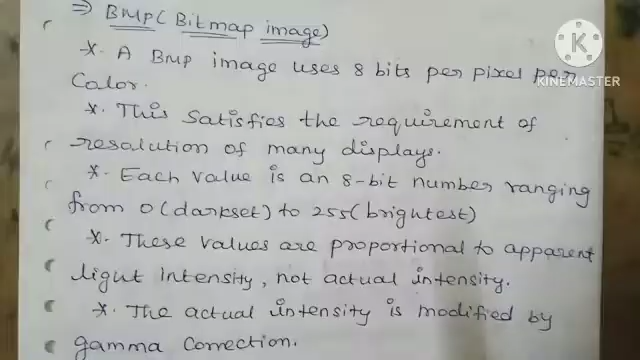 ⇒ BMP (Bitmap image)
*. A BMP image uses 8 bits per pixel per
Color.
*. This satisfies the requirement of
resolution of many displays.
*. Each value is an 8-bit number ranging
from 0 (darkset) to 255 (brightest)
*. These values are proportional to apparent
light intensity, not actual intensity.
*. The actual intensity is modified by
gamma correction.
K
KINEMASTER